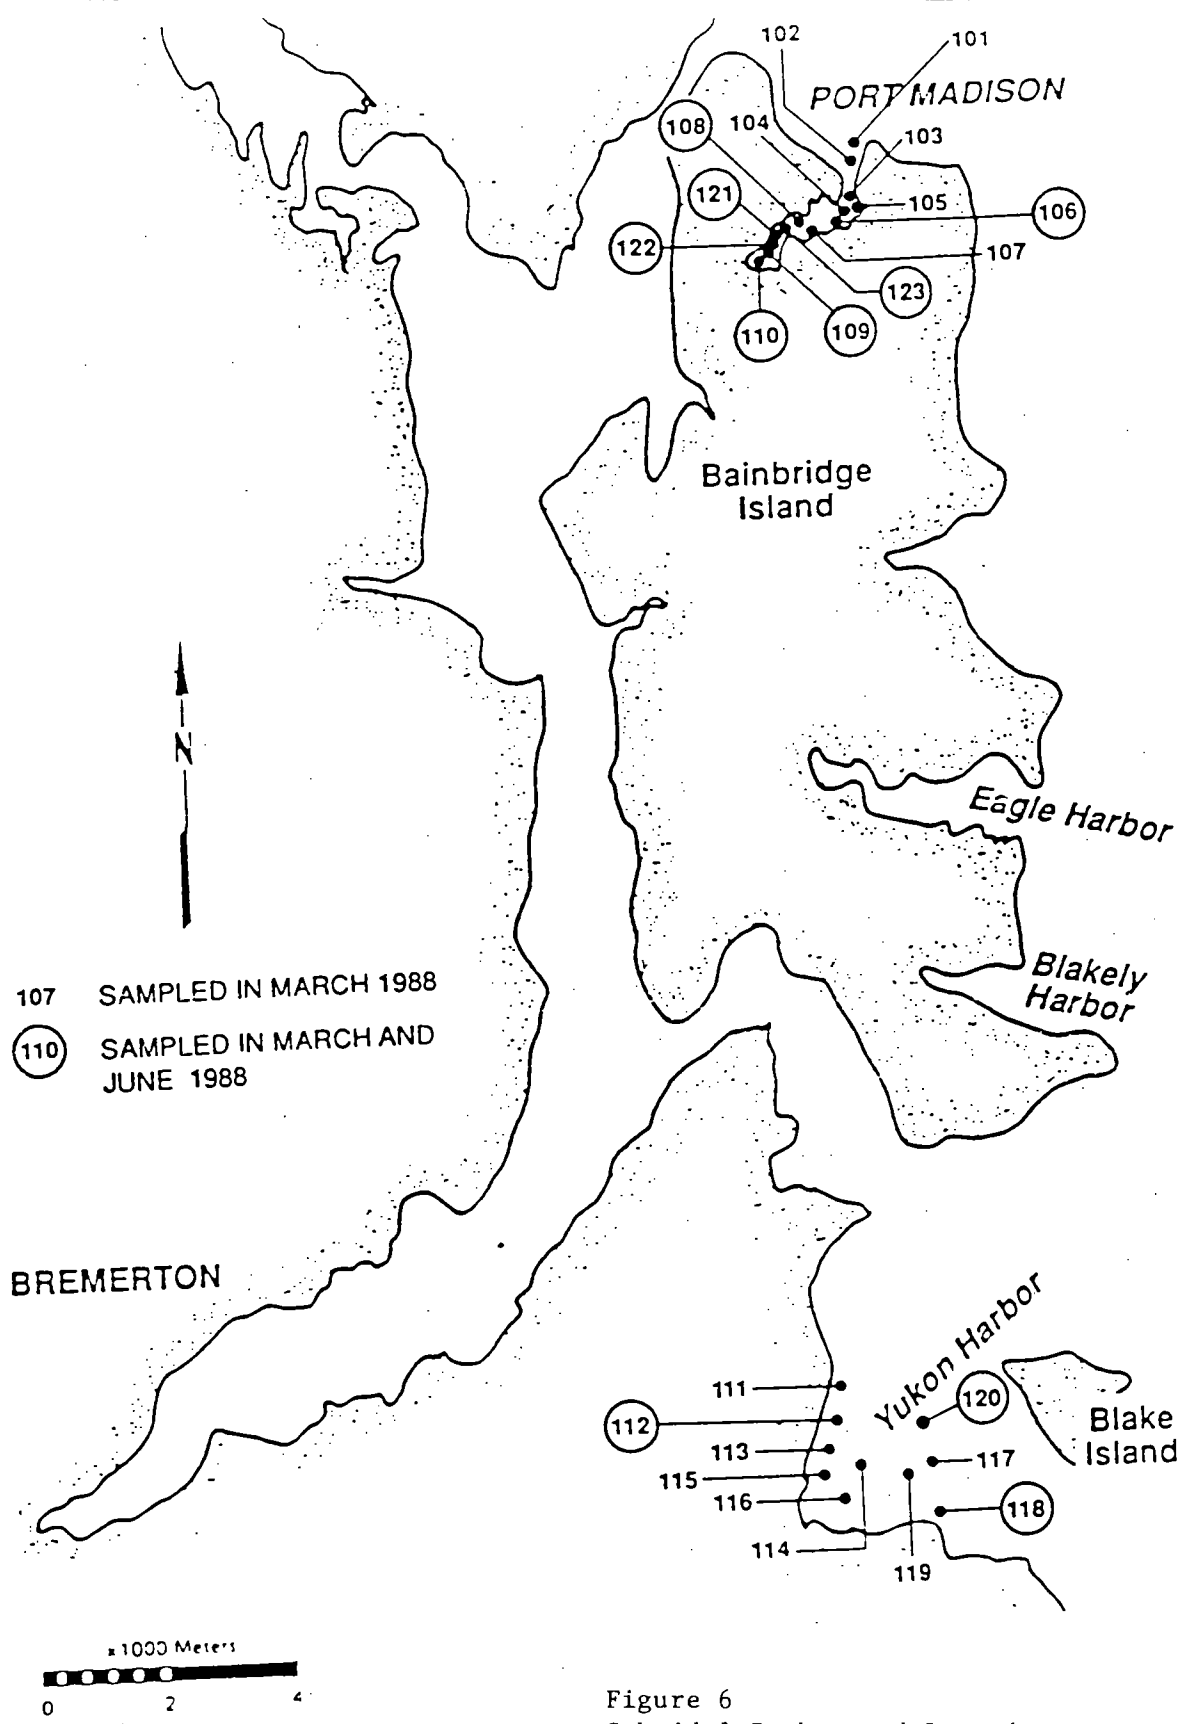 102
101
PORT MADISON
108
104
103
121
105
106
122
107
123
110
109
Bainbridge
Island
N
Eagle Harbor
Blakely
Harbor
107 SAMPLED IN MARCH 1988
110 SAMPLED IN MARCH AND
JUNE 1988
BREMERTON
Yukon Harbor
111
120
112
Blake
Island
113
117
115
116
118
114
119
x 1000 Meters
0 2 4
Figure 6